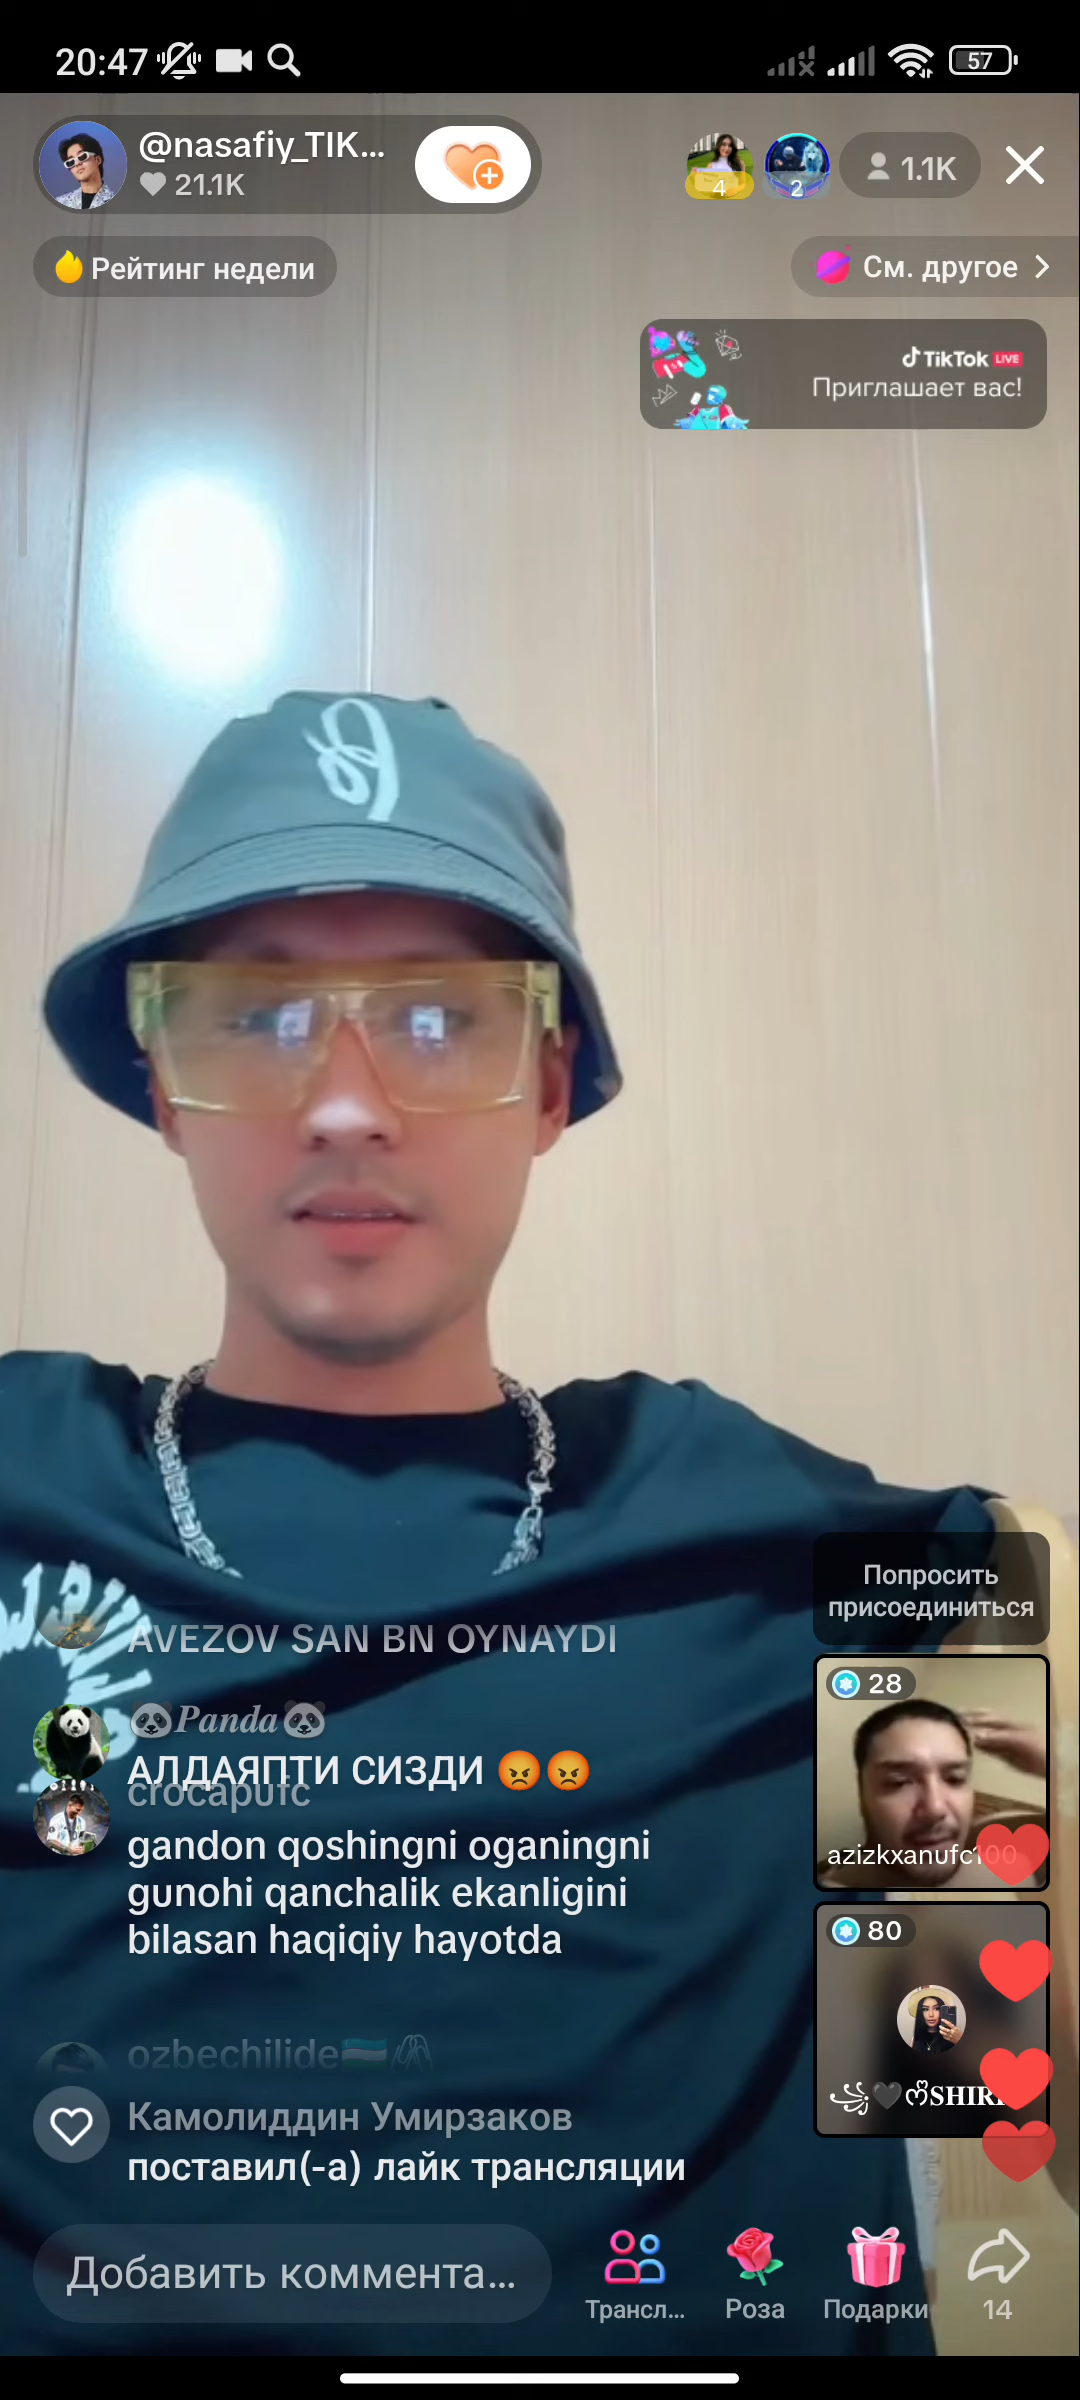 20:47
57
@nasafiy_TIK...
21.1K
4
2
1.1K
Рейтинг недели
См. другое
TikTok LIVE
Приглашает вас!
Попросить
присоединиться
AVEZOV SAN BN OYNAYDI
🐼Panda🐼
АЛДАЯПТИ СИЗДИ 😡😡
crocapufc
gandon qoshingni oganingni
gunohi qanchalik ekanligini
bilasan haqiqiy hayotda
28
azizkxanufc100
80
ozbechilide🇺🇿
Камолиддин Умирзаков
поставил(-а) лайк трансляции
Добавить коммента...
Трансл...
Роза
Подарки
14